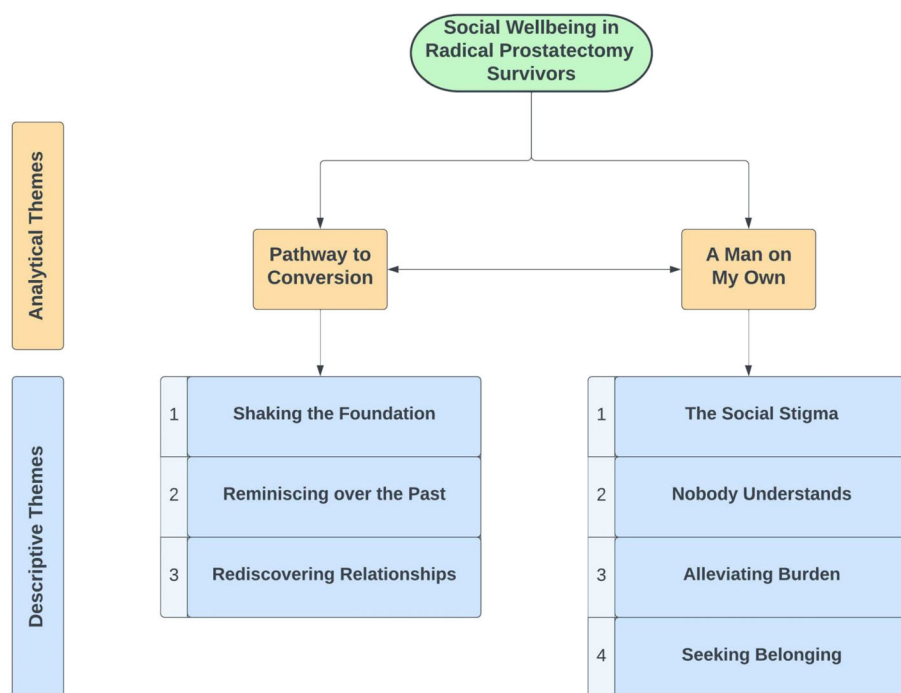 Social Wellbeing in
Radical Prostatectomy
Survivors
Analytical Themes
Pathway to
Conversion
A Man on
My Own
Descriptive Themes
1 Shaking the Foundation
2 Reminiscing over the Past
3 Rediscovering Relationships
1 The Social Stigma
2 Nobody Understands
3 Alleviating Burden
4 Seeking Belonging